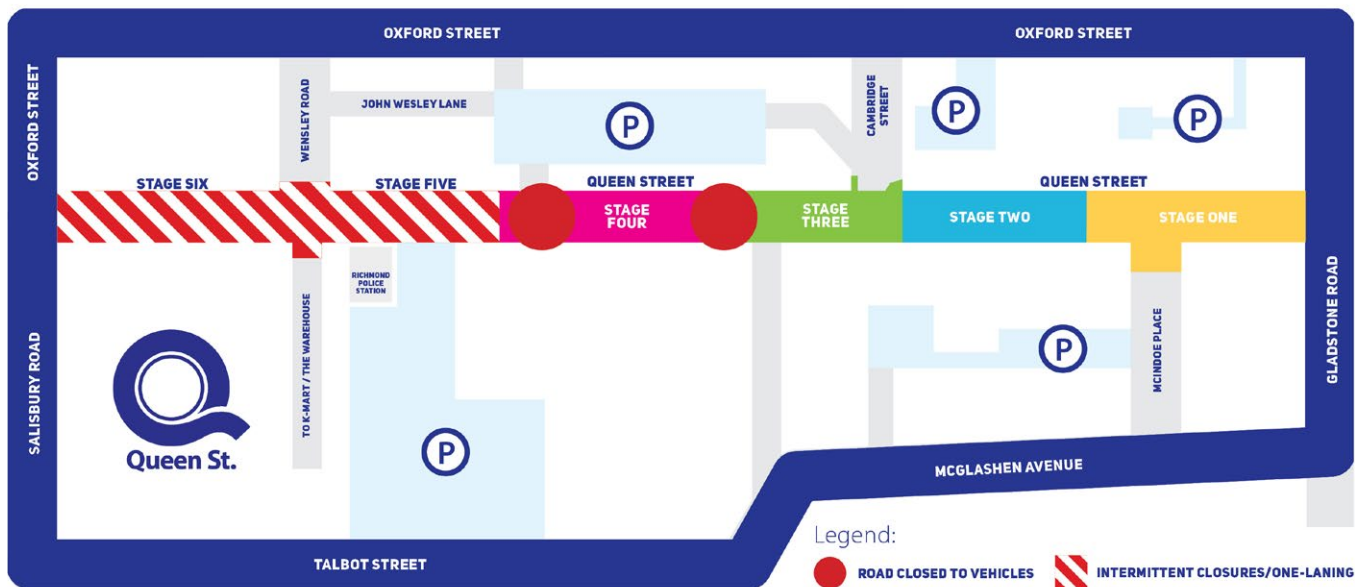 OXFORD STREET
OXFORD STREET
OXFORD STREET
WENSLEY ROAD
JOHN WESLEY LANE
P
CAMBRIDGE
STREET
P
P
STAGE SIX
STAGE FIVE
QUEEN STREET
QUEEN STREET
STAGE
FOUR
STAGE
THREE
STAGE TWO
STAGE ONE
RICHMOND
POLICE
STATION
SALISBURY ROAD
TO K-MART / THE WAREHOUSE
P
MCINDOE PLACE
GLADSTONE ROAD
Queen St.
P
MCGLASHEN AVENUE
TALBOT STREET
Legend:
ROAD CLOSED TO VEHICLES
INTERMITTENT CLOSURES/ONE-LANING